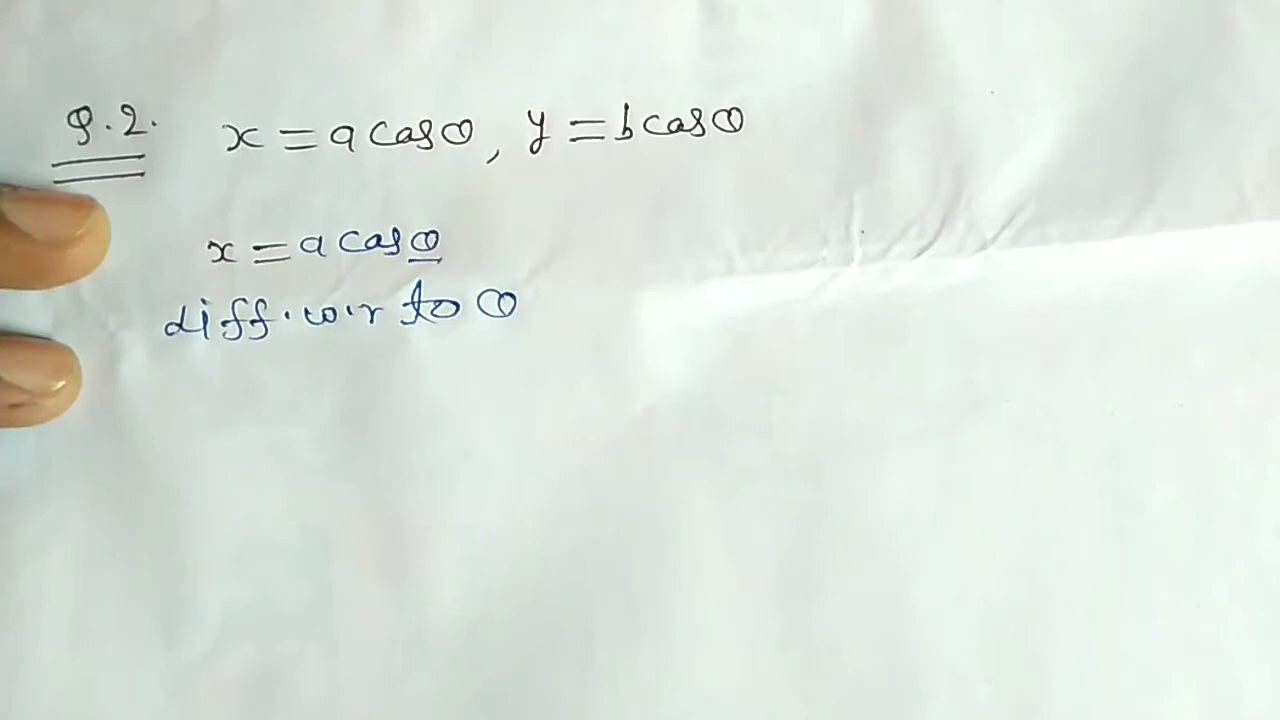 Q.2. x = a cosθ, y = b cosθ
x = a cosθ
diff. w.r to θ